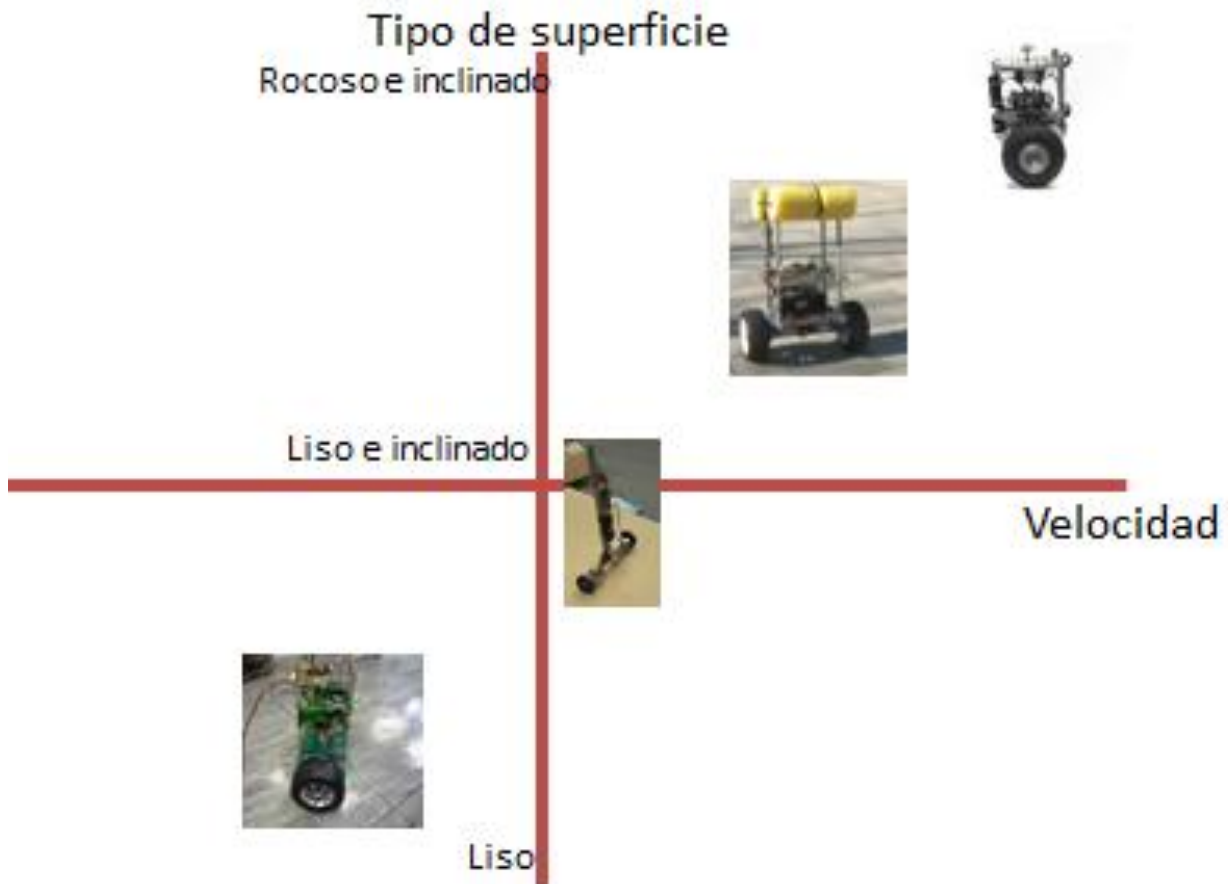 Tipo de superficie
Rocoso e inclinado
Liso e inclinado
Velocidad
Liso